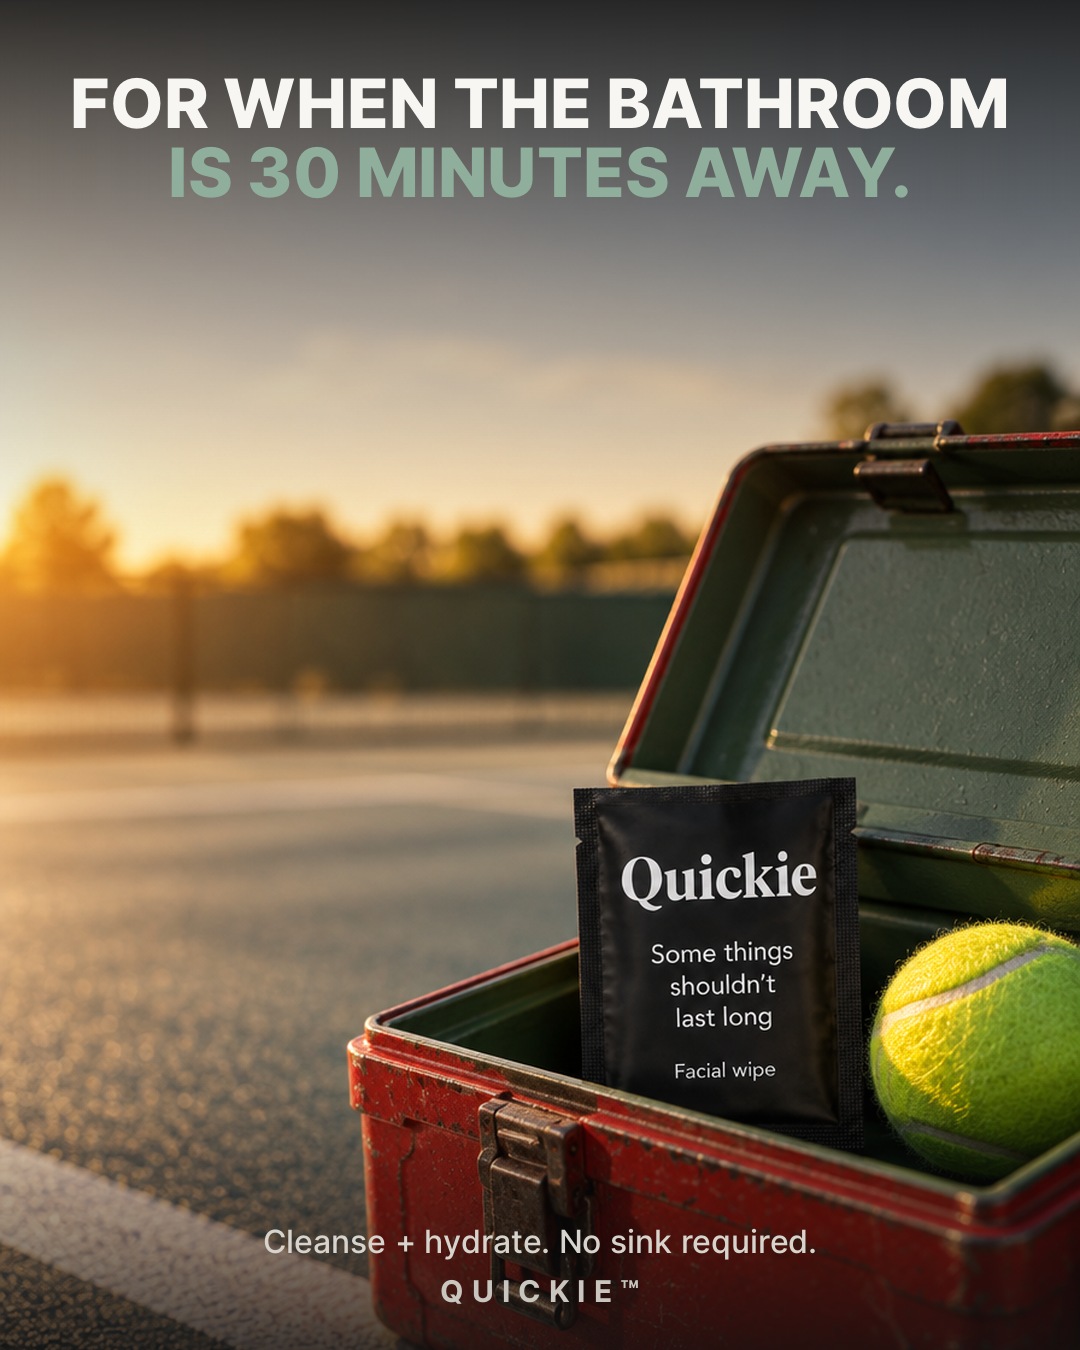 FOR WHEN THE BATHROOM
IS 30 MINUTES AWAY.
Quickie
Some things
shouldn't
last long
Facial wipe
Cleanse + hydrate. No sink required.
QUICKIE™